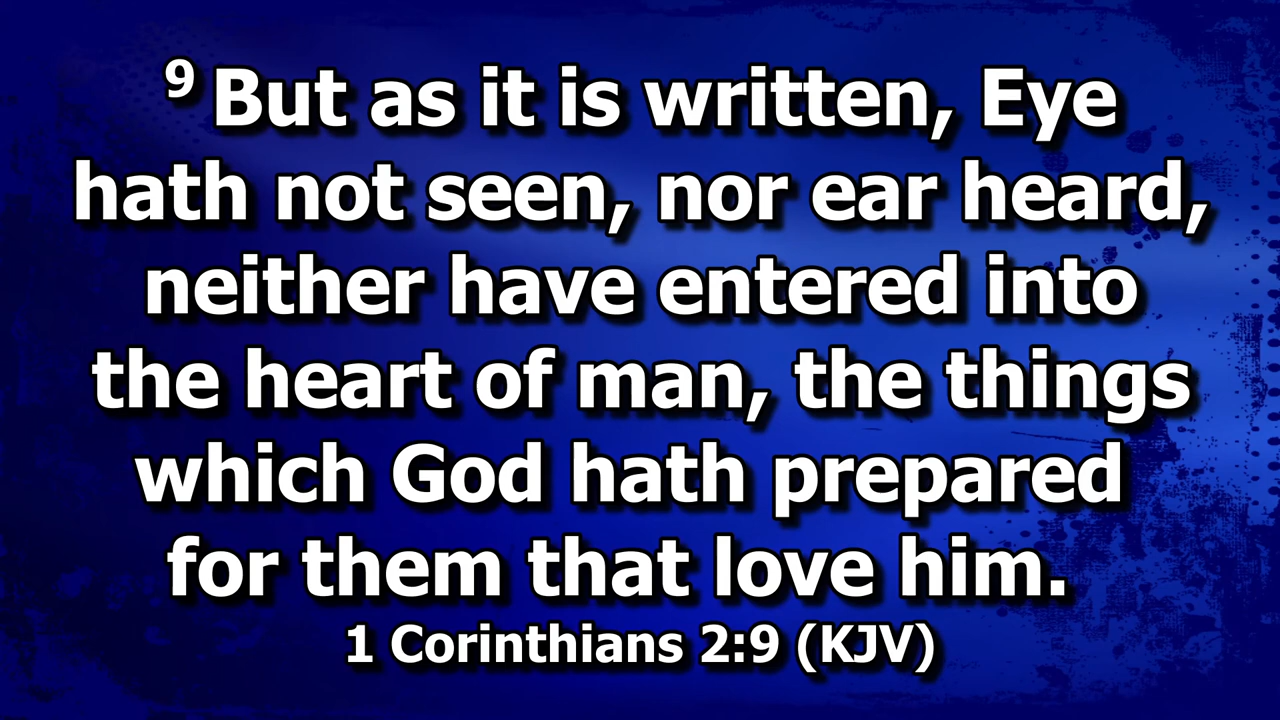 9 But as it is written, Eye
hath not seen, nor ear heard,
neither have entered into
the heart of man, the things
which God hath prepared
for them that love him.
1 Corinthians 2:9 (KJV)